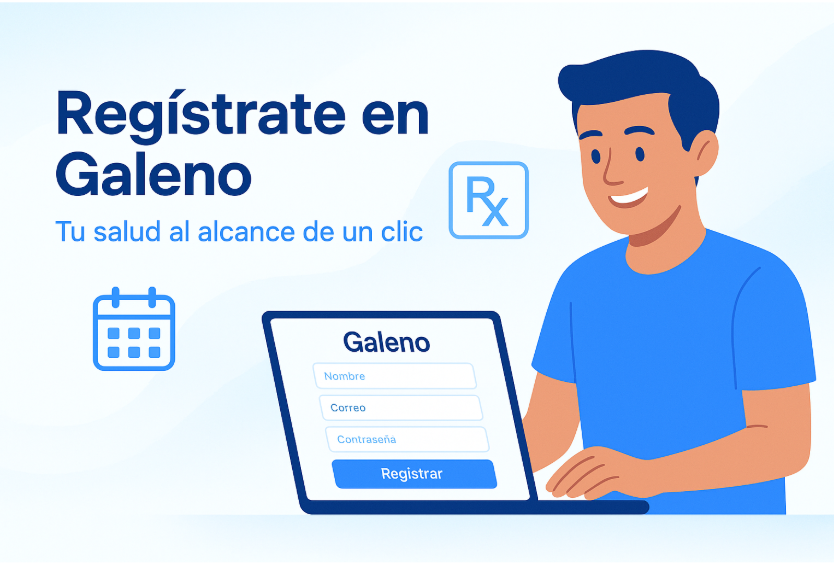 Regístrate en
Galeno
Tu salud al alcance de un clic
Rx
Galeno
Nombre
Correo
Contraseña
Registrar